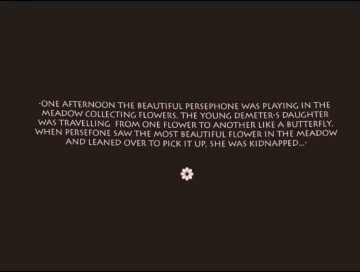 ·ONE AFTERNOON THE BEAUTIFUL PERSEPHONE WAS PLAYING IN THE
MEADOW COLLECTING FLOWERS. THE YOUNG DEMETER·S DAUGHTER
WAS TRAVELLING FROM ONE FLOWER TO ANOTHER LIKE A BUTTERFLY.
WHEN PERSEFONE SAW THE MOST BEAUTIFUL FLOWER IN THE MEADOW
AND LEANED OVER TO PICK IT UP, SHE WAS KIDNAPPED...·